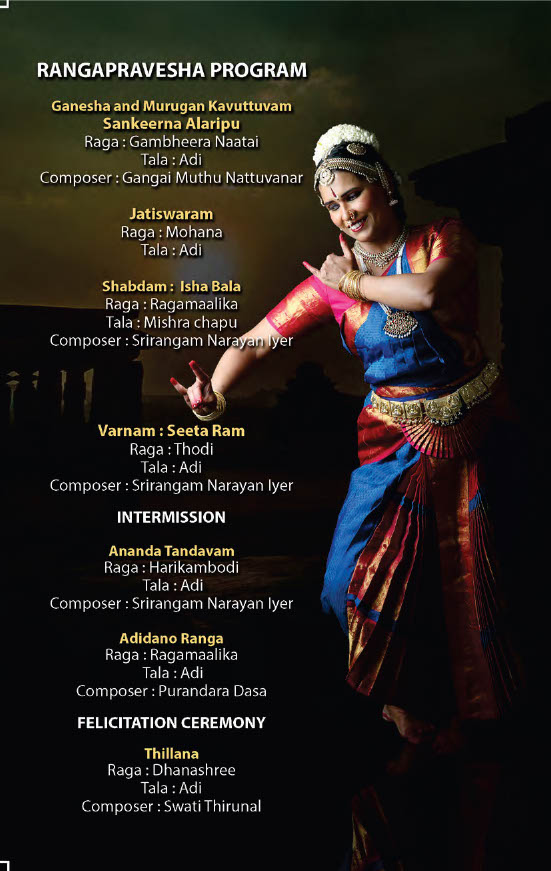 RANGAPRAVESHA PROGRAM
Ganesha and Murugan Kavuttuvam
Sankeerna Alaripu
Raga : Gambheera Naatai
Tala : Adi
Composer : Gangai Muthu Nattuvanar
Jatiswaram
Raga : Mohana
Tala : Adi
Shabdam : Isha Bala
Raga : Ragamaalika
Tala : Mishra chapu
Composer : Srirangam Narayan Iyer
Varnam : Seeta Ram
Raga : Thodi
Tala : Adi
Composer : Srirangam Narayan Iyer
INTERMISSION
Ananda Tandavam
Raga : Harikambodi
Tala : Adi
Composer : Srirangam Narayan Iyer
Adidano Ranga
Raga : Ragamaalika
Tala : Adi
Composer : Purandara Dasa
FELICITATION CEREMONY
Thillana
Raga : Dhanashree
Tala : Adi
Composer : Swati Thirunal